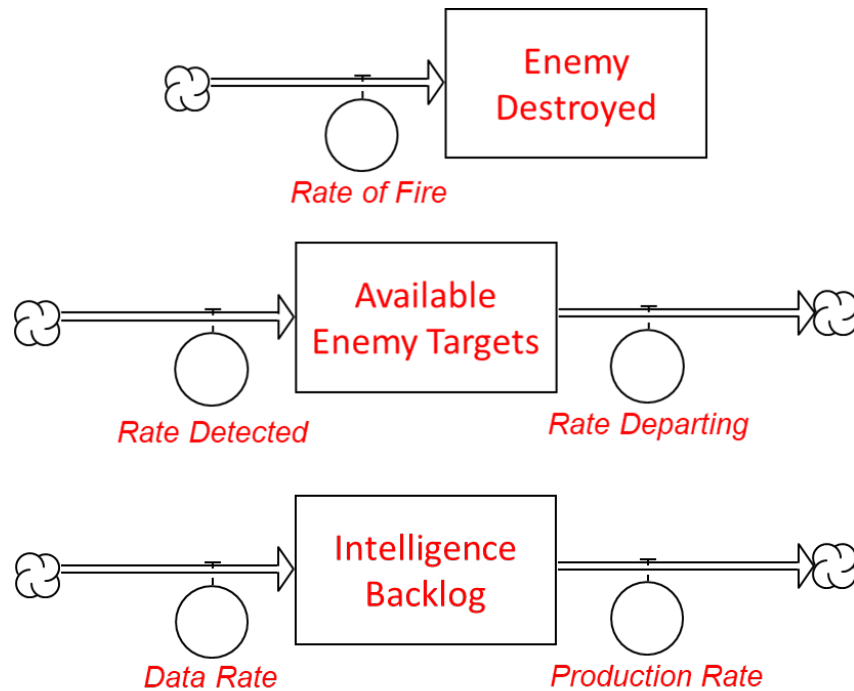 Enemy
Destroyed
Rate of Fire
Available
Enemy Targets
Rate Detected
Rate Departing
Intelligence
Backlog
Data Rate
Production Rate